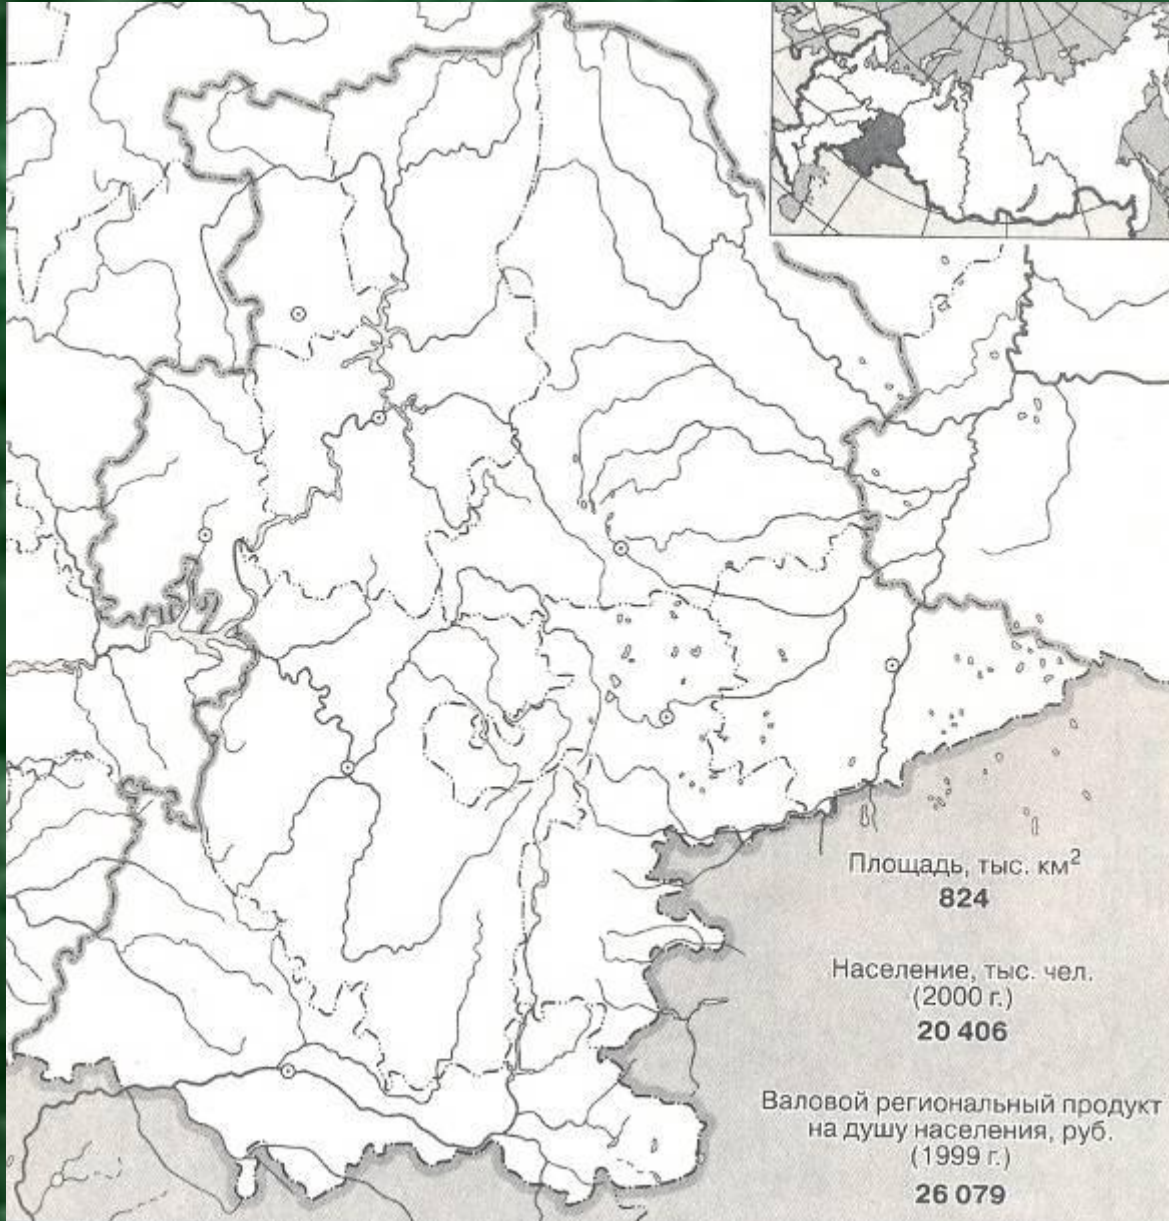 Площадь, тыс. км²
824
Население, тыс. чел.
(2000 г.)
20 406
Валовой региональный продукт
на душу населения, руб.
(1999 г.)
26 079